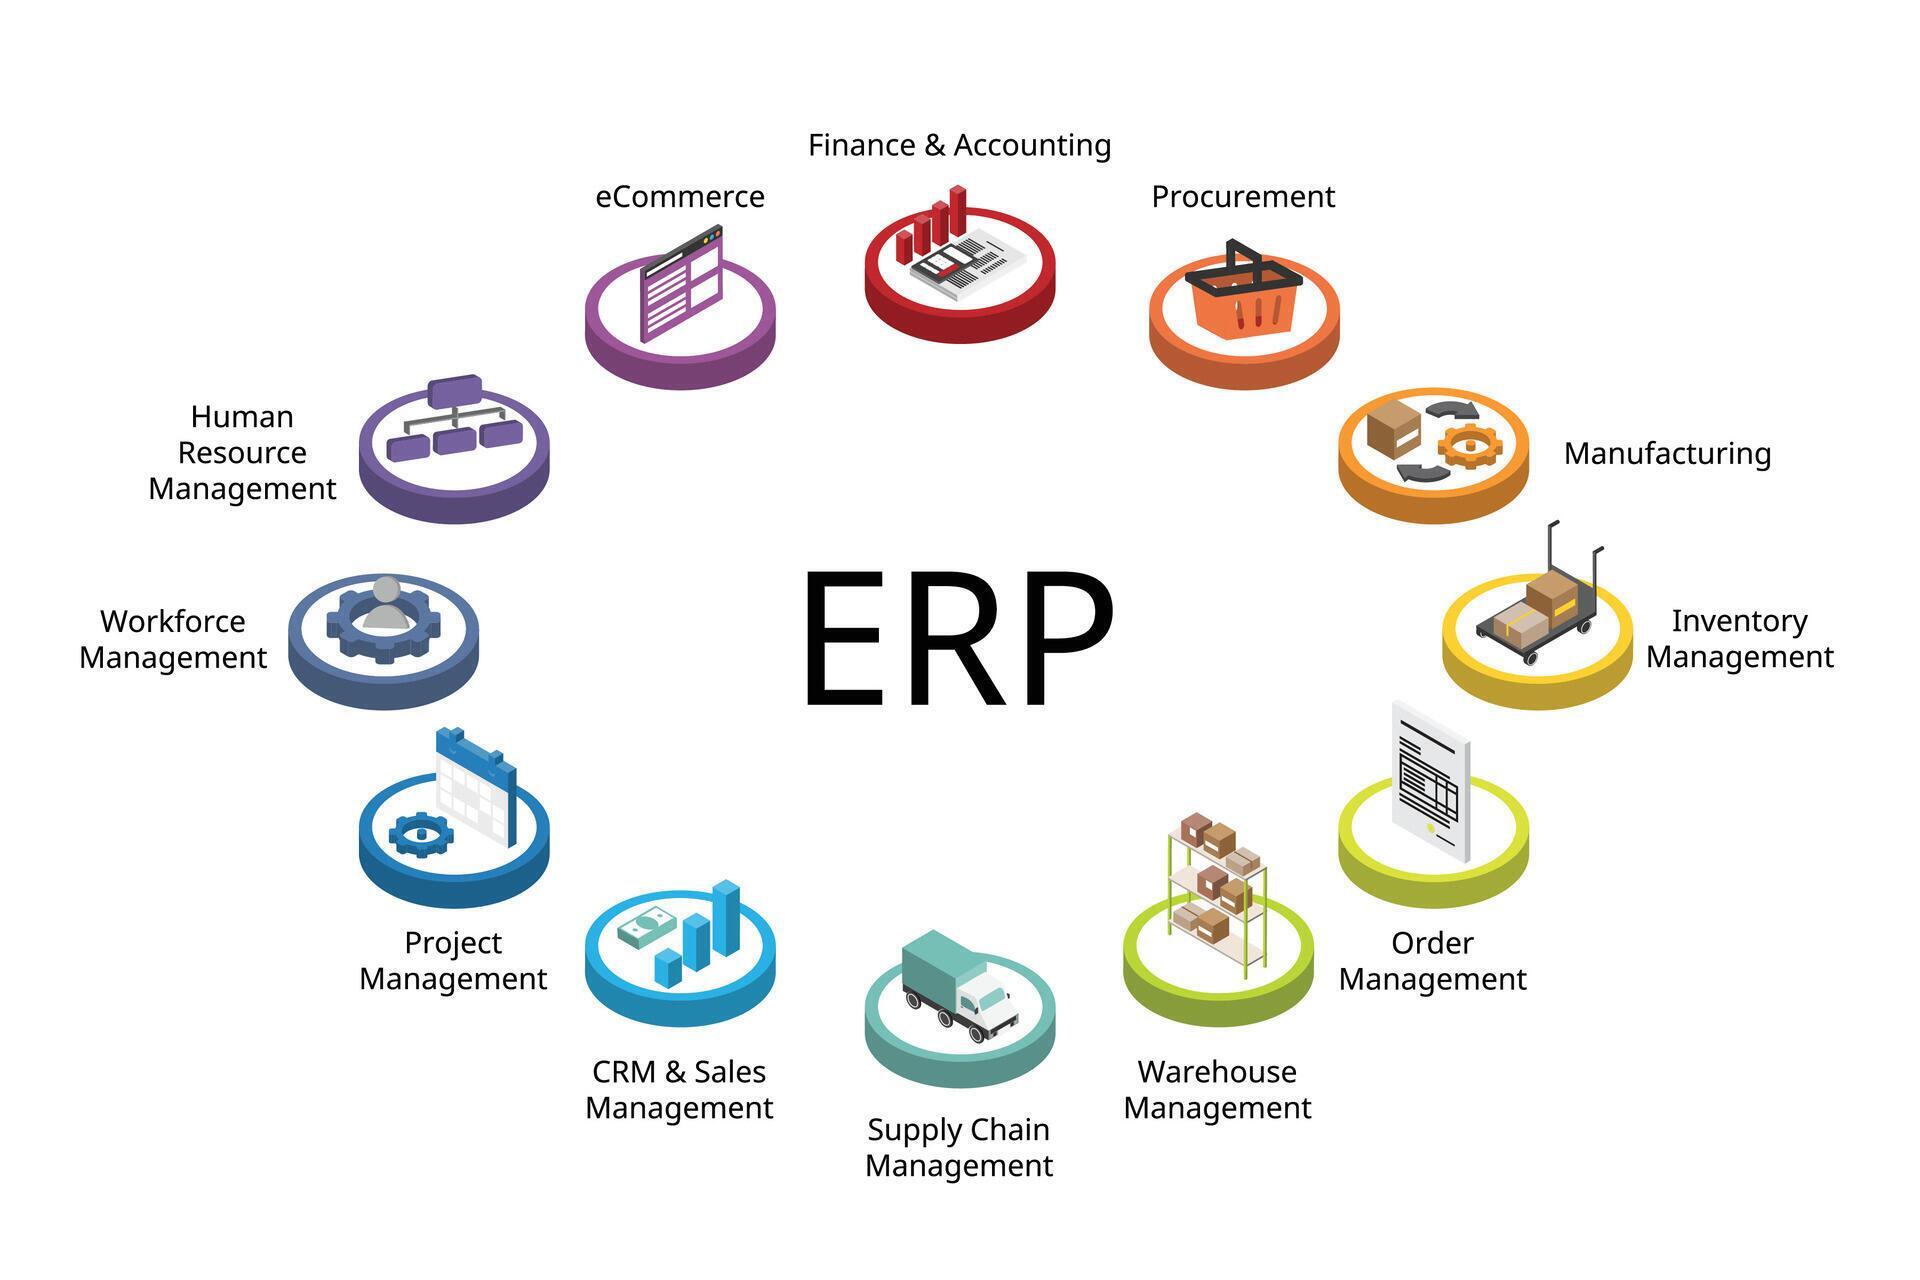 Finance & Accounting
eCommerce
Procurement
Human
Resource
Management
Manufacturing
ERP
Workforce
Management
Inventory
Management
Project
Management
Order
Management
CRM & Sales
Management
Warehouse
Management
Supply Chain
Management